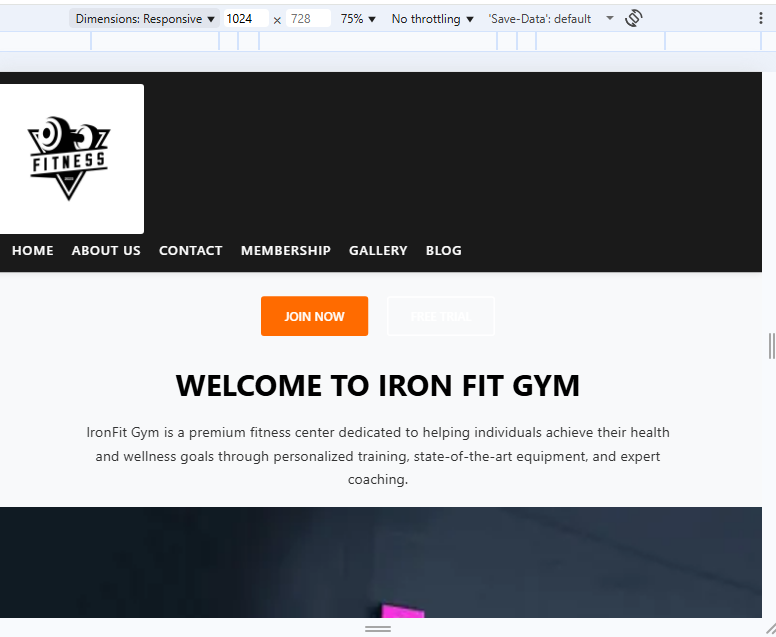 Dimensions: Responsive 1024 × 728 75% No throttling 'Save-Data': default
FITNESS
HOME ABOUT US CONTACT MEMBERSHIP GALLERY BLOG
JOIN NOW FREE TRIAL
WELCOME TO IRON FIT GYM
IronFit Gym is a premium fitness center dedicated to helping individuals achieve their health
and wellness goals through personalized training, state-of-the-art equipment, and expert
coaching.